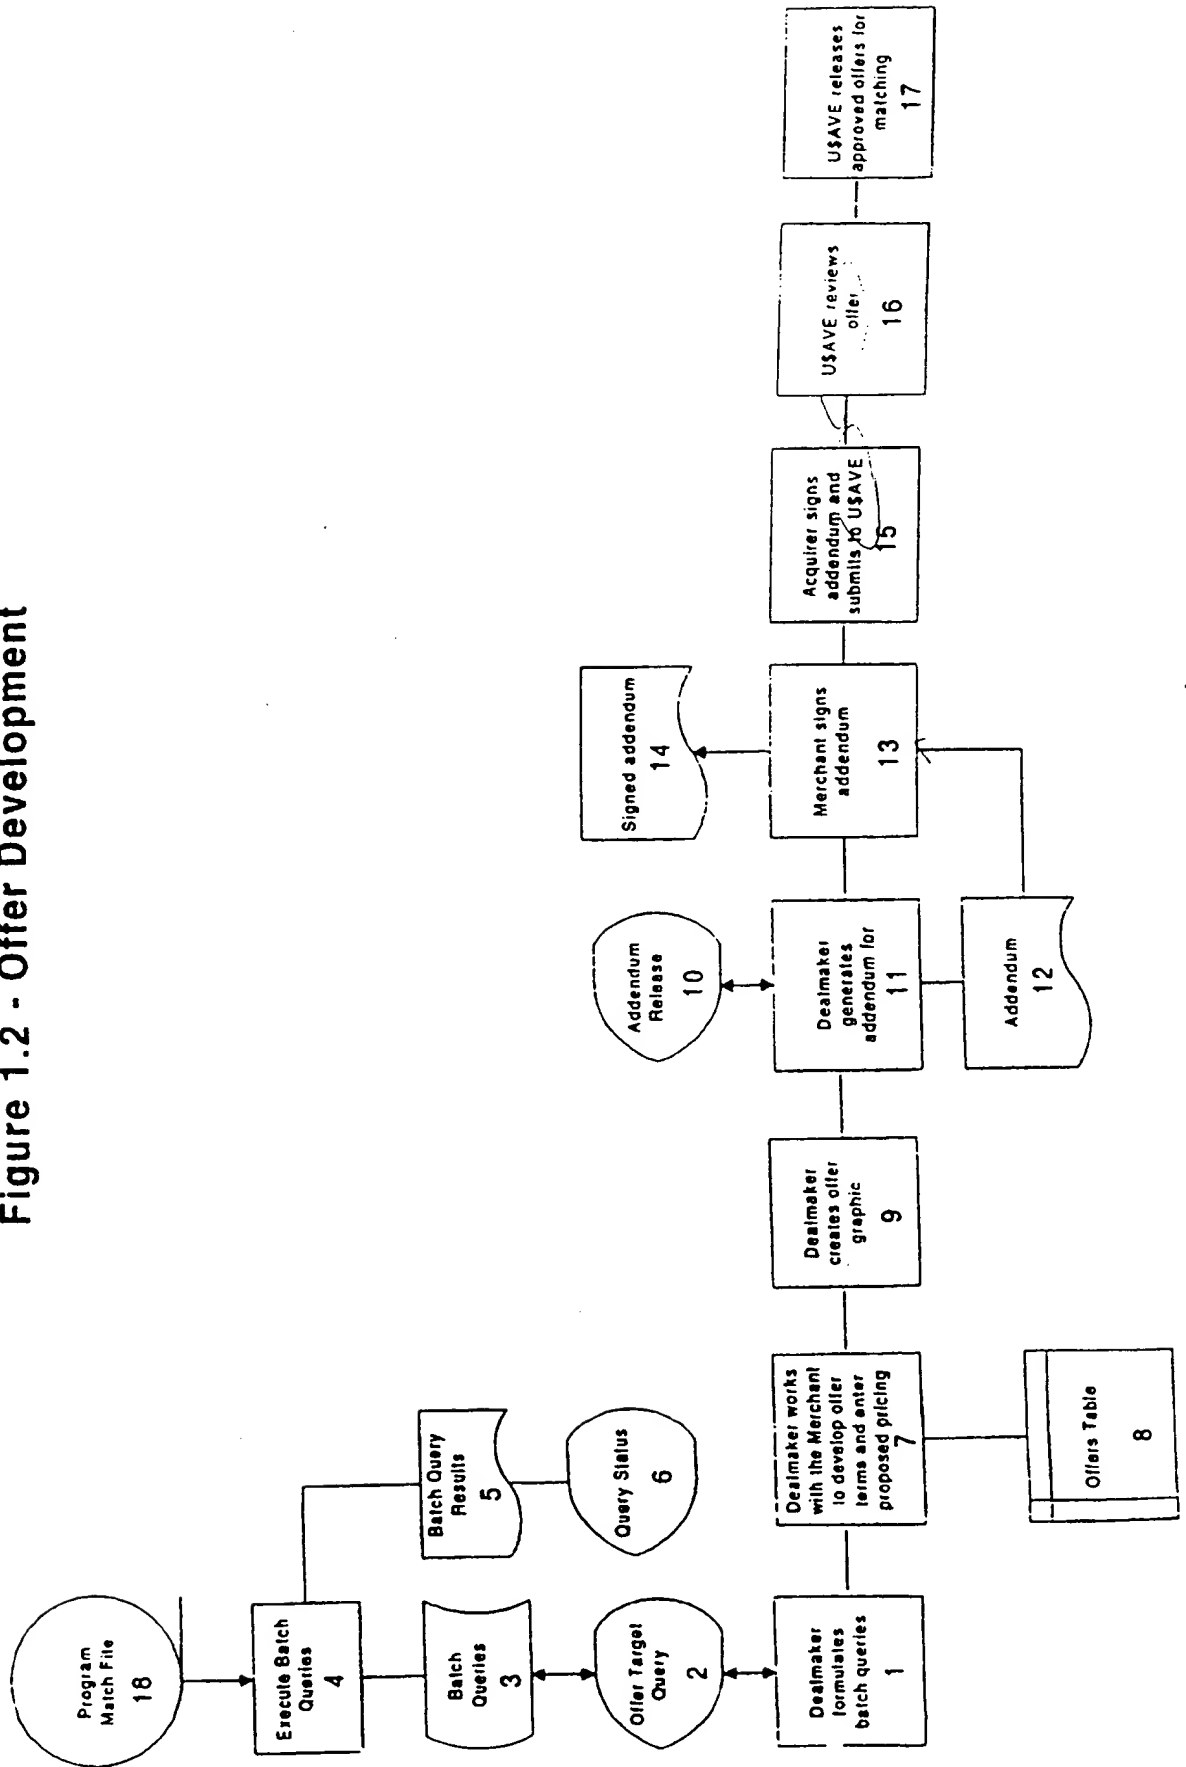 Figure 1.2 - Offer Development
Program
Match File
18
Execute Batch
Queries
4
Batch
Queries
3
Offer Target
Query
2
Dealmaker
formulates
batch queries
1
Batch Query
Results
5
Query Status
6
Dealmaker works
with the Merchant
to develop offer
terms and enter
proposed pricing
7
Offers Table
8
Dealmaker
creates offer
graphic
9
Addendum
Release
10
Dealmaker
generates
addendum for
11
Addendum
12
Merchant signs
addendum
13
Signed addendum
14
Acquirer signs
addendum and
submits to U$AVE
15
U$AVE reviews
offer
16
U$AVE releases
approved offers for
matching
17